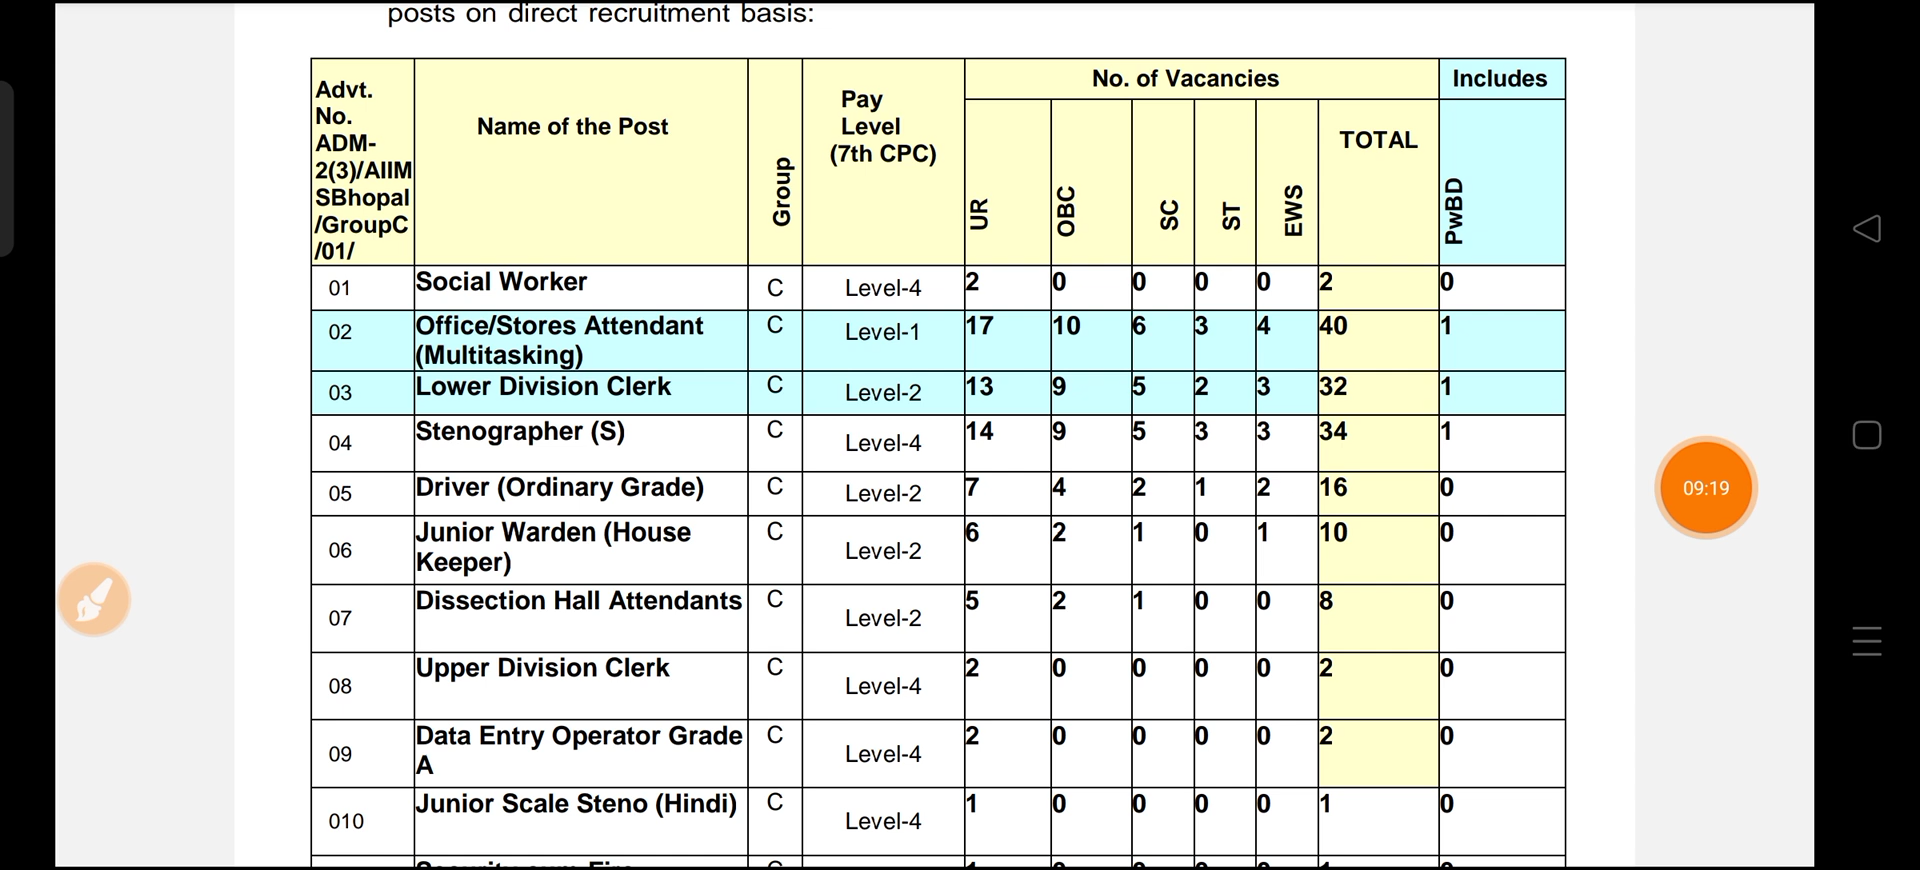 posts on direct recruitment basis:
Advt. No. ADM-2(3)/AIIMSBhopal/GroupC/01/ Name of the Post Group Pay Level (7th CPC) No. of Vacancies Includes
UR OBC SC ST EWS TOTAL PwBD
01 Social Worker C Level-4 2 0 0 0 0 2 0
02 Office/Stores Attendant (Multitasking) C Level-1 17 10 6 3 4 40 1
03 Lower Division Clerk C Level-2 13 9 5 2 3 32 1
04 Stenographer (S) C Level-4 14 9 5 3 3 34 1
05 Driver (Ordinary Grade) C Level-2 7 4 2 1 2 16 0
06 Junior Warden (House Keeper) C Level-2 6 2 1 0 1 10 0
07 Dissection Hall Attendants C Level-2 5 2 1 0 0 8 0
08 Upper Division Clerk C Level-4 2 0 0 0 0 2 0
09 Data Entry Operator Grade A C Level-4 2 0 0 0 0 2 0
010 Junior Scale Steno (Hindi) C Level-4 1 0 0 0 0 1 0
09:19